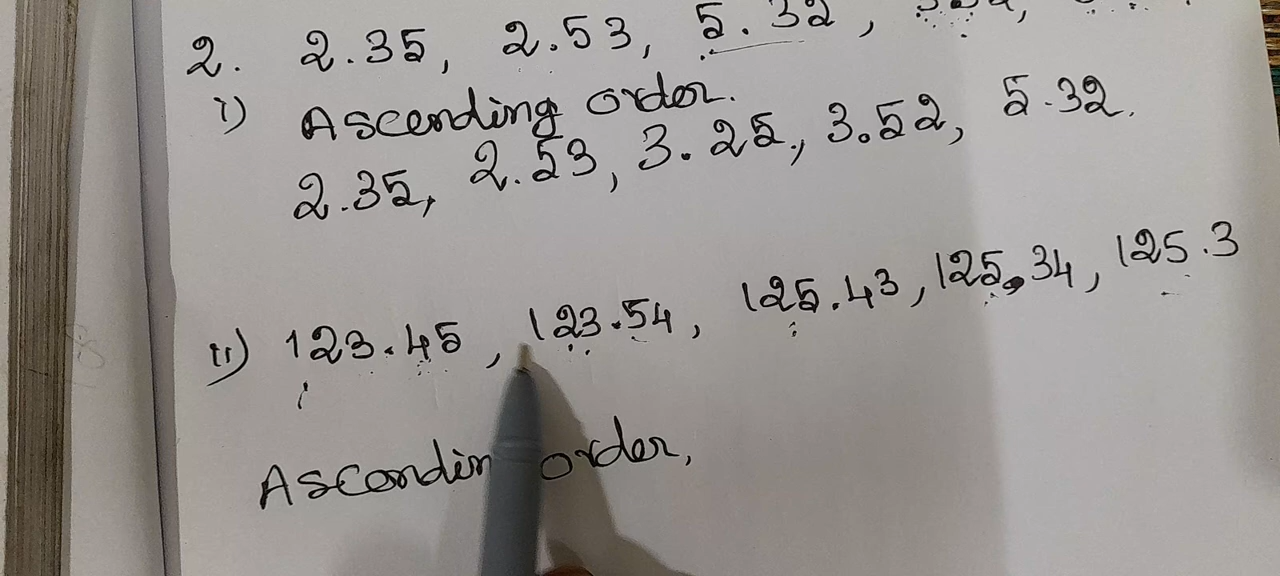 2. 2.35, 2.53, 5.32,
i) Ascending order.
2.35, 2.53, 3.25, 3.52, 5.32.
ii) 123.45, 123.54, 125.43, 125.34, 125.3
order,